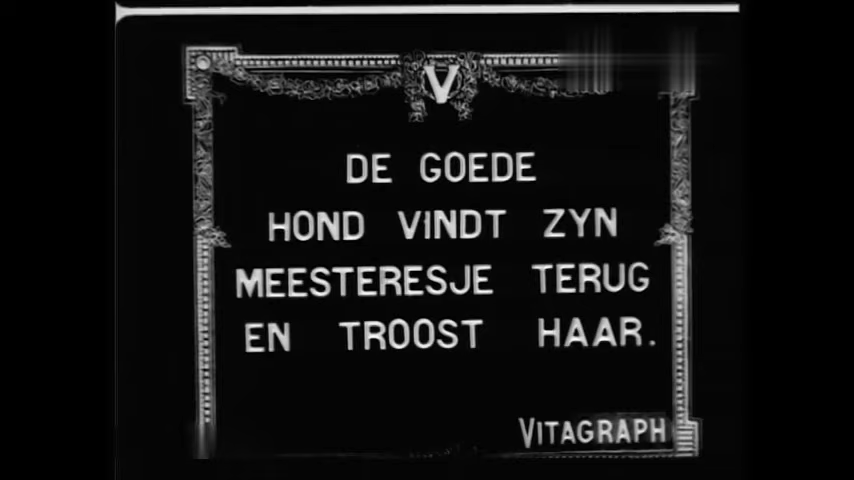 V
DE GOEDE
HOND VINDT ZYN
MEESTERESJE TERUG
EN TROOST HAAR.
VITAGRAPH